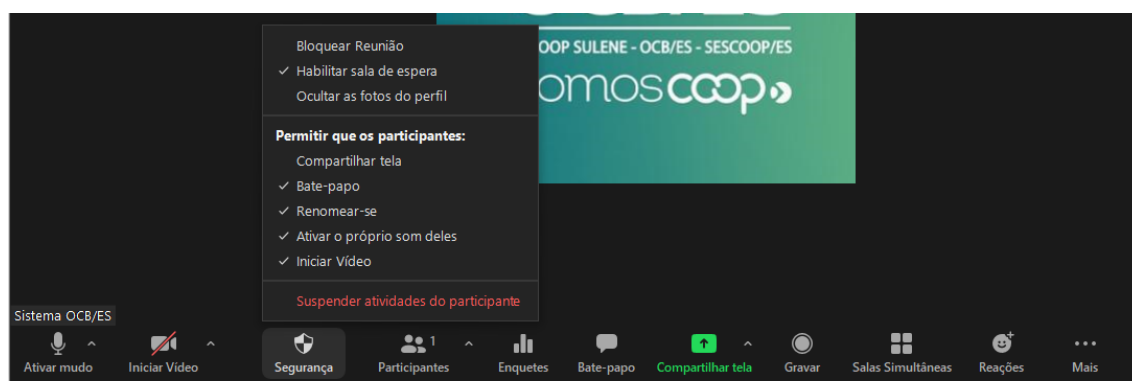 OOP SULENE - OCB/ES - SESCOOP/ES
omoscoop
Bloquear Reunião
✓ Habilitar sala de espera
Ocultar as fotos do perfil
Permitir que os participantes:
Compartilhar tela
✓ Bate-papo
✓ Renomear-se
✓ Ativar o próprio som deles
✓ Iniciar Vídeo
Suspender atividades do participante
Sistema OCB/ES
1
Ativar mudo Iniciar Vídeo Segurança Participantes Enquetes Bate-papo Compartilhar tela Gravar Salas Simultâneas Reações Mais